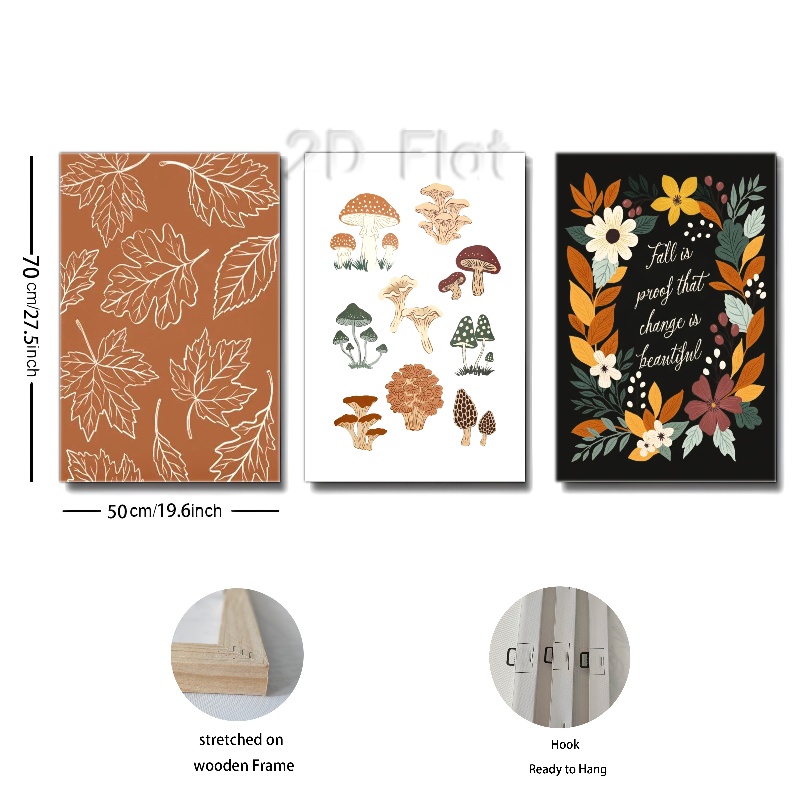 2D Flat
70cm/27.5inch
Fall is
proof that
change is
beautiful
50cm/19.6inch
stretched on
wooden Frame
Hook
Ready to Hang